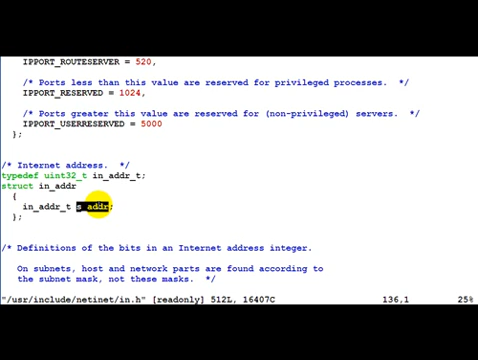 IPPORT_ROUTESERVER = 520,
/* Ports less than this value are reserved for privileged processes.  */
IPPORT_RESERVED = 1024,
/* Ports greater this value are reserved for (non-privileged) servers.  */
IPPORT_USERRESERVED = 5000
};
/* Internet address.  */
typedef uint32_t in_addr_t;
struct in_addr
{
in_addr_t s_addr;
};
/* Definitions of the bits in an Internet address integer.
On subnets, host and network parts are found according to
the subnet mask, not these masks.  */
"/usr/include/netinet/in.h" [readonly] 512L, 16407C 136,1 25%